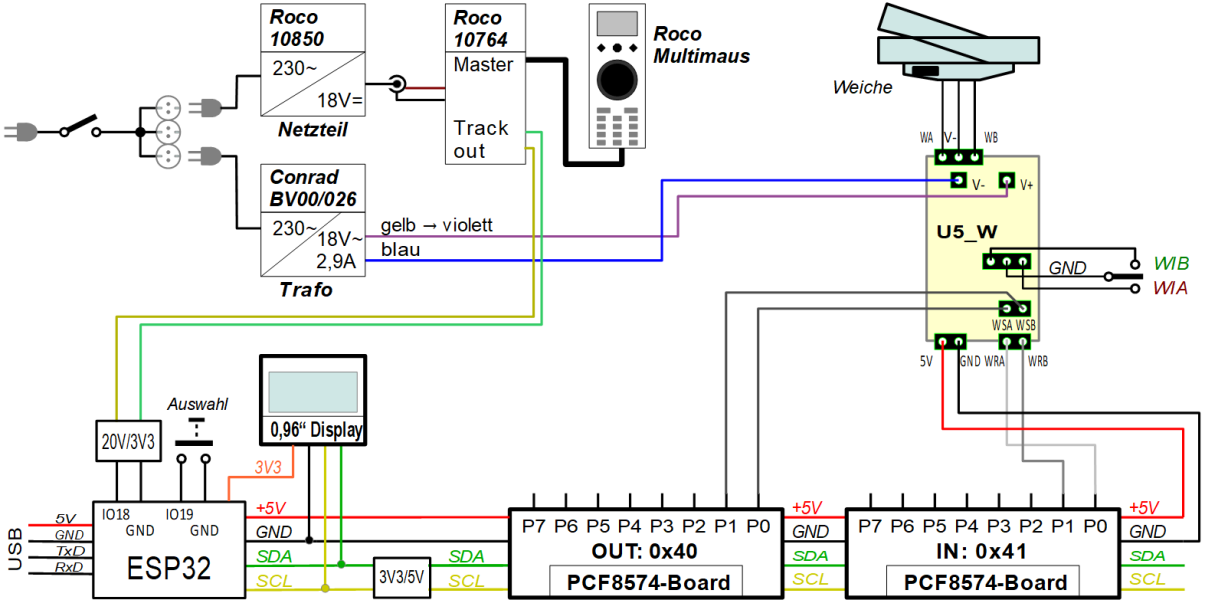 Roco
10850
230~
18V=
Netzteil
Roco
10764
Master
Track
out
Roco
Multimaus
Weiche
WA V- WB
V- V+
U5_W
GND
WIB
WIA
WSA WSB
5V GND WRA WRB
Conrad
BV00/026
230~
18V~
2,9A
Trafo
gelb → violett
blau
20V/3V3
Auswahl
0,96“ Display
3V3
USB
5V
GND
TxD
RxD
IO18
GND
IO19
GND
ESP32
+5V
GND
SDA
SCL
3V3/5V
SDA
SCL
P7 P6 P5 P4 P3 P2 P1 P0
OUT: 0x40
PCF8574-Board
+5V
GND
SDA
SCL
P7 P6 P5 P4 P3 P2 P1 P0
IN: 0x41
PCF8574-Board
+5V
GND
SDA
SCL